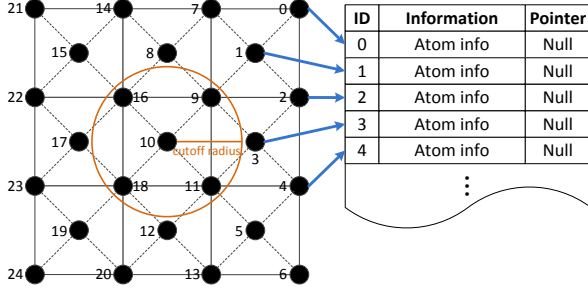 21 14 7 0
15 8 1
22 16 9 2
17 10 cutoff radius 3
23 18 11 4
19 12 5
24 20 13 6
ID Information Pointer
0 Atom info Null
1 Atom info Null
2 Atom info Null
3 Atom info Null
4 Atom info Null
⋮